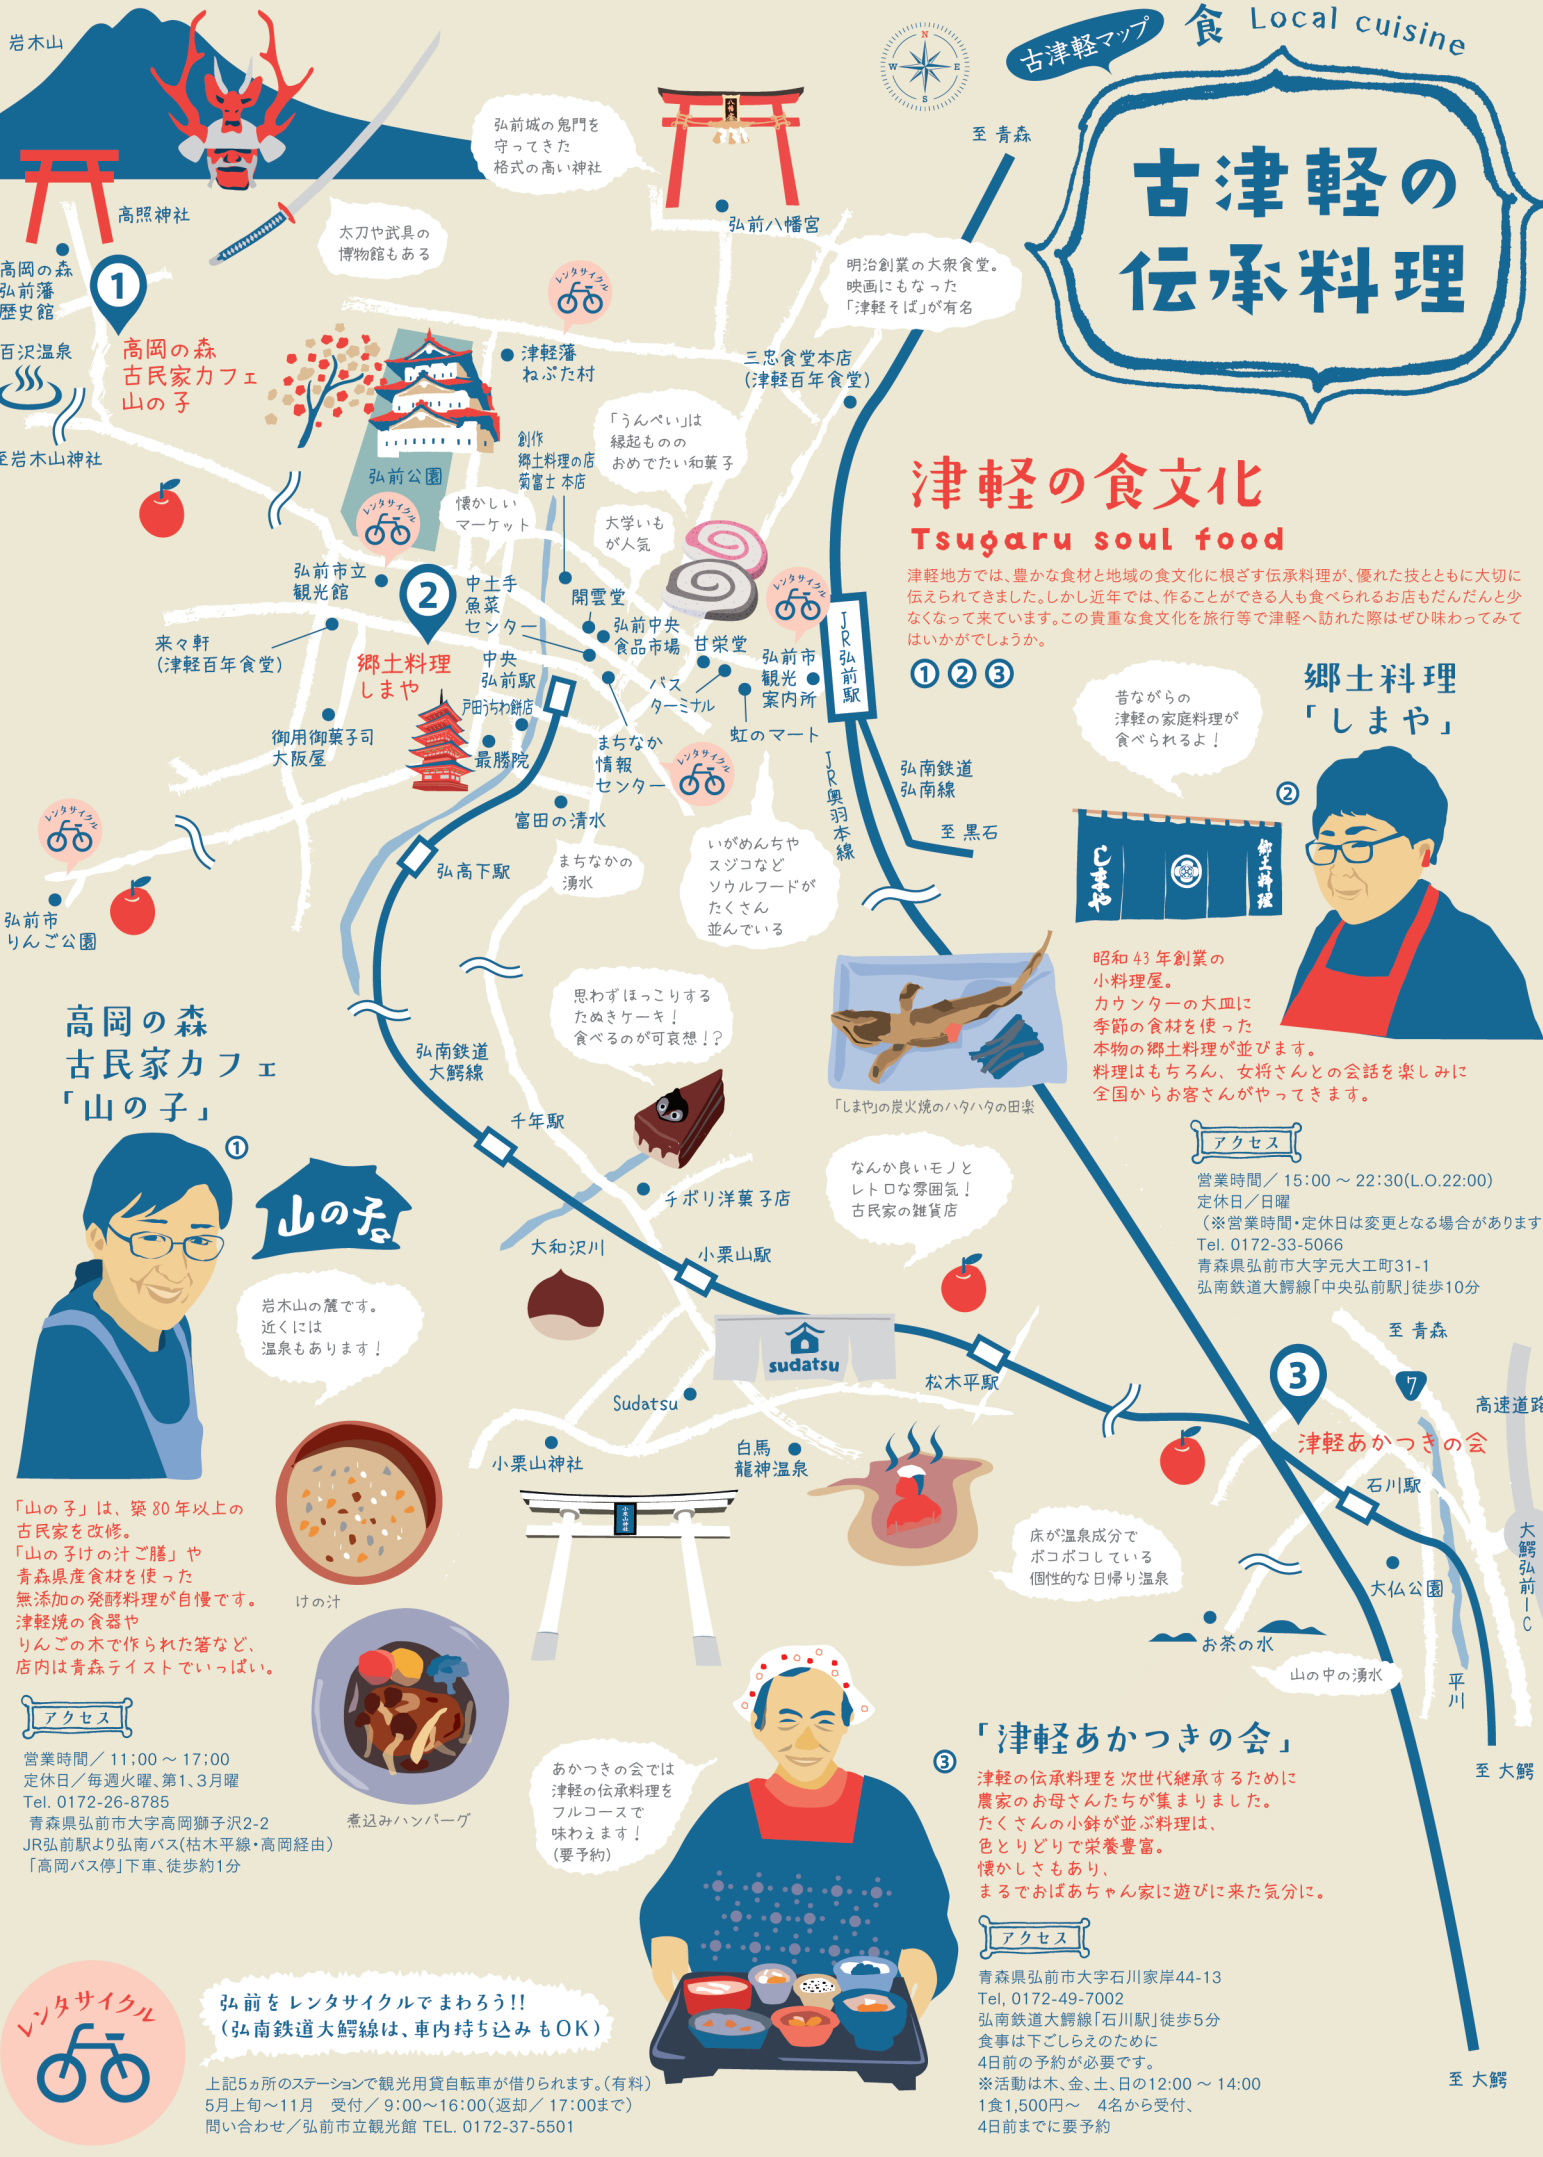 食 Local cuisine
古津軽マップ
古津軽の
伝承料理
N
W
E
S
岩木山
高照神社
高岡の森
弘前藩
歴史館
1
高岡の森
古民家カフェ
山の子
百沢温泉
至岩木山神社
太刀や武具の
博物館もある
弘前城の鬼門を
守ってきた
格式の高い神社
八幡宮
弘前八幡宮
至 青森
明治創業の大衆食堂。
映画にもなった
「津軽そば」が有名
三忠食堂本店
(津軽百年食堂)
レンタサイクル
津軽藩
ねぷた村
弘前公園
レンタサイクル
創作
郷土料理の店
菊富士 本店
「うんぺい」は
縁起ものの
おめでたい和菓子
懐かしい
マーケット
大学いも
が人気
弘前市立
観光館
2
郷土料理
しまや
中土手
魚菜
センター
開雲堂
弘前中央
食品市場
甘栄堂
レンタサイクル
弘前市
観光
案内所
JR弘前駅
来々軒
(津軽百年食堂)
中央
弘前駅
戸田うちわ餅店
バス
ターミナル
虹のマート
御用御菓子司
大阪屋
最勝院
まちなか
情報
センター
レンタサイクル
富田の清水
まちなかの
湧水
JR奥羽本線
弘南鉄道
弘南線
至 黒石
レンタサイクル
弘前市
りんご公園
弘高下駅
いがめんちや
スジコなど
ソウルフードが
たくさん
並んでいる
津軽の食文化
Tsugaru soul food
津軽地方では、豊かな食材と地域の食文化に根ざす伝承料理が、優れた技とともに大切に
伝えられてきました。しかし近年では、作ることができる人も食べられるお店もだんだんと少
なくなって来ています。この貴重な食文化を旅行等で津軽へ訪れた際はぜひ味わってみて
はいかがでしょうか。
1 2 3
昔ながらの
津軽の家庭料理が
食べられるよ！
郷土料理
「しまや」
2
しまや
郷土料理
昭和43年創業の
小料理屋。
カウンターの大皿に
季節の食材を使った
本物の郷土料理が並びます。
料理はもちろん、女将さんとの会話を楽しみに
全国からお客さんがやってきます。
「しまや」の炭火焼のハタハタの田楽
アクセス
営業時間／ 15:00 〜 22:30(L.O.22:00)
定休日／日曜
（※営業時間・定休日は変更となる場合があります
Tel. 0172-33-5066
青森県弘前市大字元大工町31-1
弘南鉄道大鰐線「中央弘前駅」徒歩10分
思わずほっこりする
たぬきケーキ！
食べるのが可哀想！？
弘南鉄道
大鰐線
千年駅
チボリ洋菓子店
大和沢川
小栗山駅
なんか良いモノと
レトロな雰囲気！
古民家の雑貨店
sudatsu
Sudatsu
松木平駅
小栗山神社
小栗山神社
白馬
龍神温泉
床が温泉成分で
ボコボコしている
個性的な日帰り温泉
至 青森
3
7
高速道路
津軽あかつきの会
石川駅
大鰐弘前IC
大仏公園
お茶の水
山の中の湧水
平川
至 大鰐
至 大鰐
高岡の森
古民家カフェ
「山の子」
1
山の子
岩木山の麓です。
近くには
温泉もあります！
「山の子」は、築80年以上の
古民家を改修。
「山の子けの汁ご膳」や
青森県産食材を使った
無添加の発酵料理が自慢です。
津軽焼の食器や
りんごの木で作られた箸など、
店内は青森テイストでいっぱい。
けの汁
煮込みハンバーグ
アクセス
営業時間／ 11;00 〜 17;00
定休日／毎週火曜、第1、3月曜
Tel. 0172-26-8785
青森県弘前市大字高岡獅子沢2-2
JR弘前駅より弘南バス(枯木平線・高岡経由)
「高岡バス停」下車、徒歩約1分
あかつきの会では
津軽の伝承料理を
フルコースで
味わえます！
(要予約)
3
「津軽あかつきの会」
津軽の伝承料理を次世代継承するために
農家のお母さんたちが集まりました。
たくさんの小鉢が並ぶ料理は、
色とりどりで栄養豊富。
懐かしさもあり、
まるでおばあちゃん家に遊びに来た気分に。
アクセス
青森県弘前市大字石川家岸44-13
Tel, 0172-49-7002
弘南鉄道大鰐線「石川駅」徒歩5分
食事は下ごしらえのために
4日前の予約が必要です。
※活動は木、金、土、日の12:00 〜 14:00
1食1,500円〜　4名から受付、
4日前までに要予約
レンタサイクル
弘前をレンタサイクルでまわろう!!
(弘南鉄道大鰐線は、車内持ち込みもOK)
上記5ヵ所のステーションで観光用貸自転車が借りられます。(有料)
5月上旬〜11月　受付／ 9:00〜16:00(返却／ 17:00まで)
問い合わせ／弘前市立観光館 TEL. 0172-37-5501